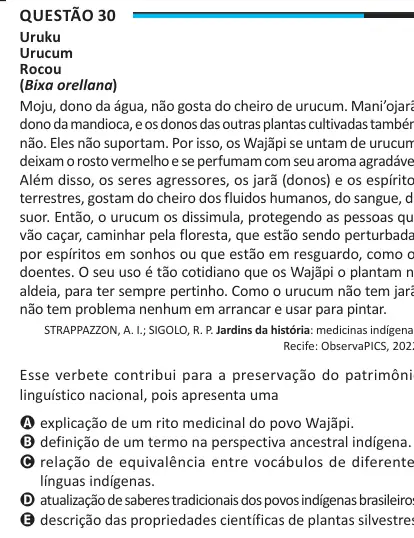 QUESTÃO 30
Uruku
Urucum
Rocou
(Bixa orellana)
Moju, dono da água, não gosta do cheiro de urucum. Mani'ojarã
dono da mandioca, e os donos das outras plantas cultivadas també
não. Eles não suportam. Por isso, os Wajãpi se untam de urucum
deixam o rosto vermelho e se perfumam com seu aroma agradáve
Além disso, os seres agressores, os jarã (donos) e os espírito
terrestres, gostam do cheiro dos fluidos humanos, do sangue, d
suor. Então, o urucum os dissimula, protegendo as pessoas qu
vão caçar, caminhar pela floresta, que estão sendo perturbada
por espíritos em sonhos ou que estão em resguardo, como o
doentes. O seu uso é tão cotidiano que os Wajãpi o plantam n
aldeia, para ter sempre pertinho. Como o urucum não tem jarã
não tem problema nenhum em arrancar e usar para pintar.
STRAPPAZZON, A. I.; SIGOLO, R. P. Jardins da história: medicinas indígena
Recife: ObservaPICS, 2022
Esse verbete contribui para a preservação do patrimôni
linguístico nacional, pois apresenta uma
A explicação de um rito medicinal do povo Wajãpi.
B definição de um termo na perspectiva ancestral indígena.
C relação de equivalência entre vocábulos de diferente
línguas indígenas.
D atualização de saberes tradicionais dos povos indígenas brasileiros
E descrição das propriedades científicas de plantas silvestres